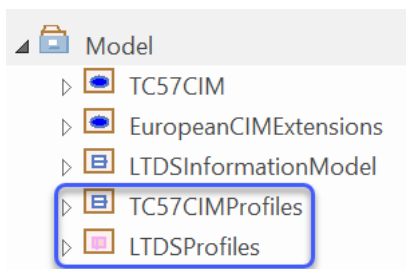 Model
TC57CIM
EuropeanCIMExtensions
LTDSInformationModel
TC57CIMProfiles
LTDSProfiles